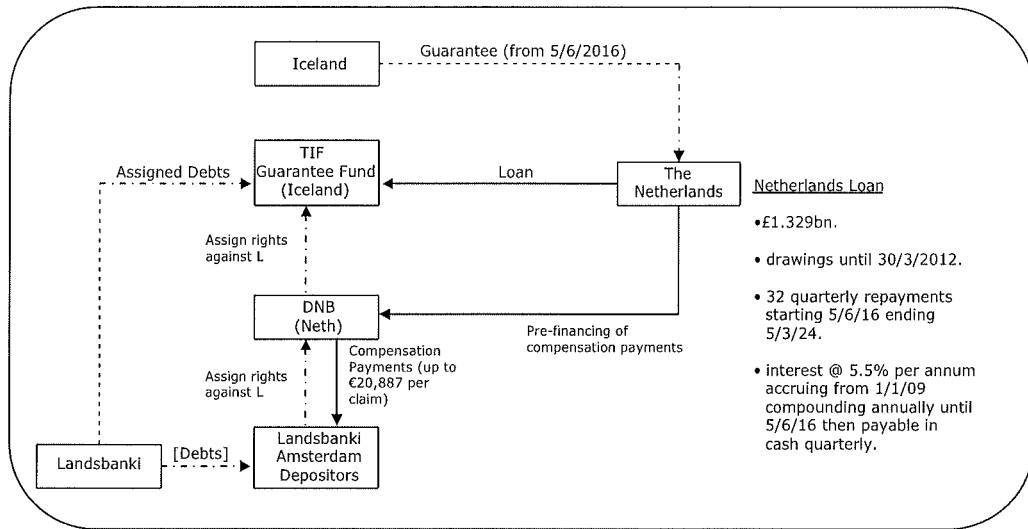 Iceland
Guarantee (from 5/6/2016)
Assigned Debts
TIF
Guarantee Fund
(Iceland)
Loan
The
Netherlands
Assign rights
against L
DNB
(Neth)
Pre-financing of
compensation payments
Assign rights
against L
Compensation
Payments (up to
€20,887 per
claim)
Landsbanki
[Debts]
Landsbanki
Amsterdam
Depositors
Netherlands Loan
•£1.329bn.
• drawings until 30/3/2012.
• 32 quarterly repayments
starting 5/6/16 ending
5/3/24.
• interest @ 5.5% per annum
accruing from 1/1/09
compounding annually until
5/6/16 then payable in
cash quarterly.